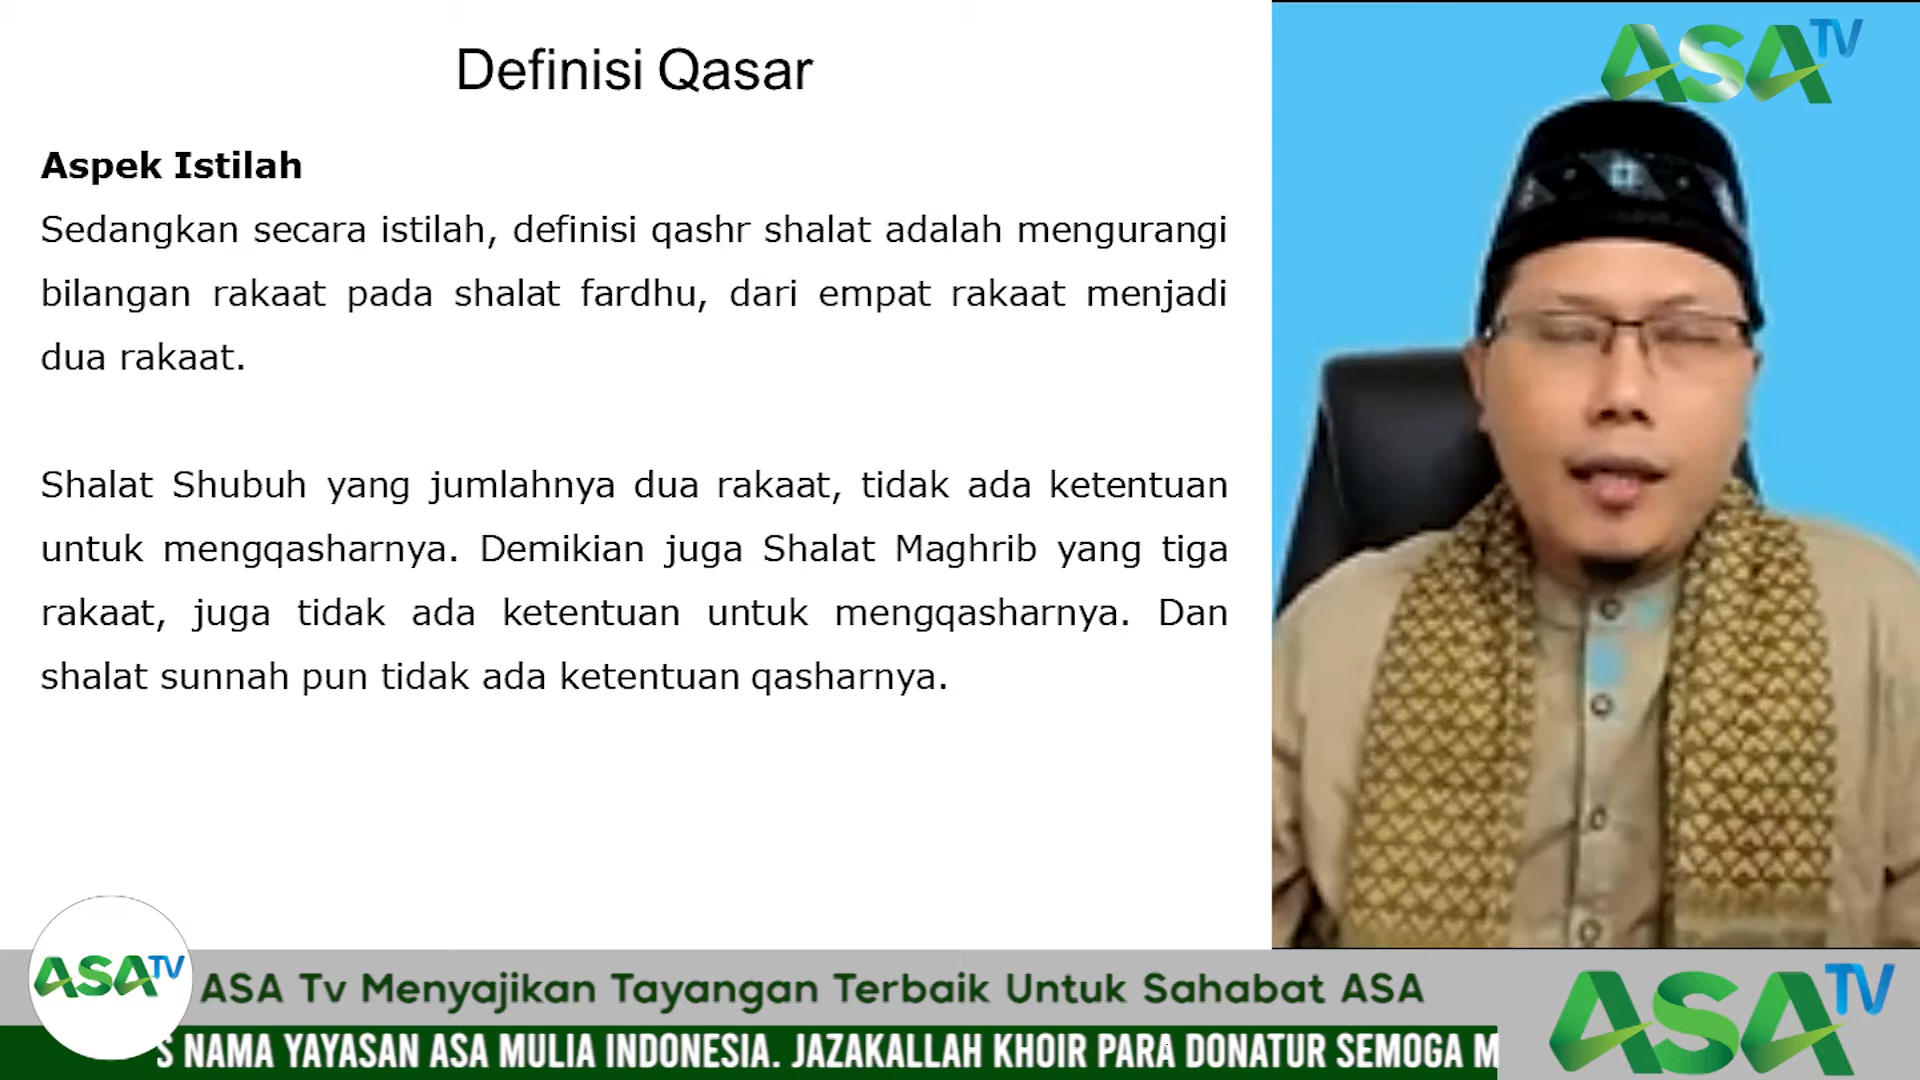 Definisi Qasar
ASATV
Aspek Istilah
Sedangkan secara istilah, definisi qashr shalat adalah mengurangi
bilangan rakaat pada shalat fardhu, dari empat rakaat menjadi
dua rakaat.
Shalat Shubuh yang jumlahnya dua rakaat, tidak ada ketentuan
untuk mengqasharnya. Demikian juga Shalat Maghrib yang tiga
rakaat, juga tidak ada ketentuan untuk mengqasharnya. Dan
shalat sunnah pun tidak ada ketentuan qasharnya.
ASATV
ASA Tv Menyajikan Tayangan Terbaik Untuk Sahabat ASA
S NAMA YAYASAN ASA MULIA INDONESIA. JAZAKALLAH KHOIR PARA DONATUR SEMOGA M
ASATV